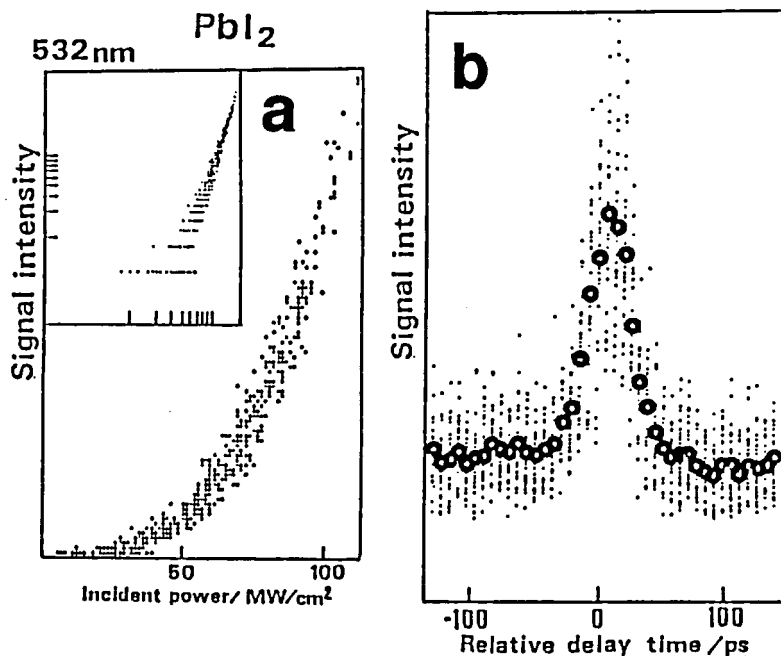 PbI2
532nm
a
Signal intensity
50
100
Incident power/ MW/cm²
b
Signal intensity
-100
0
100
Relative delay time /ps